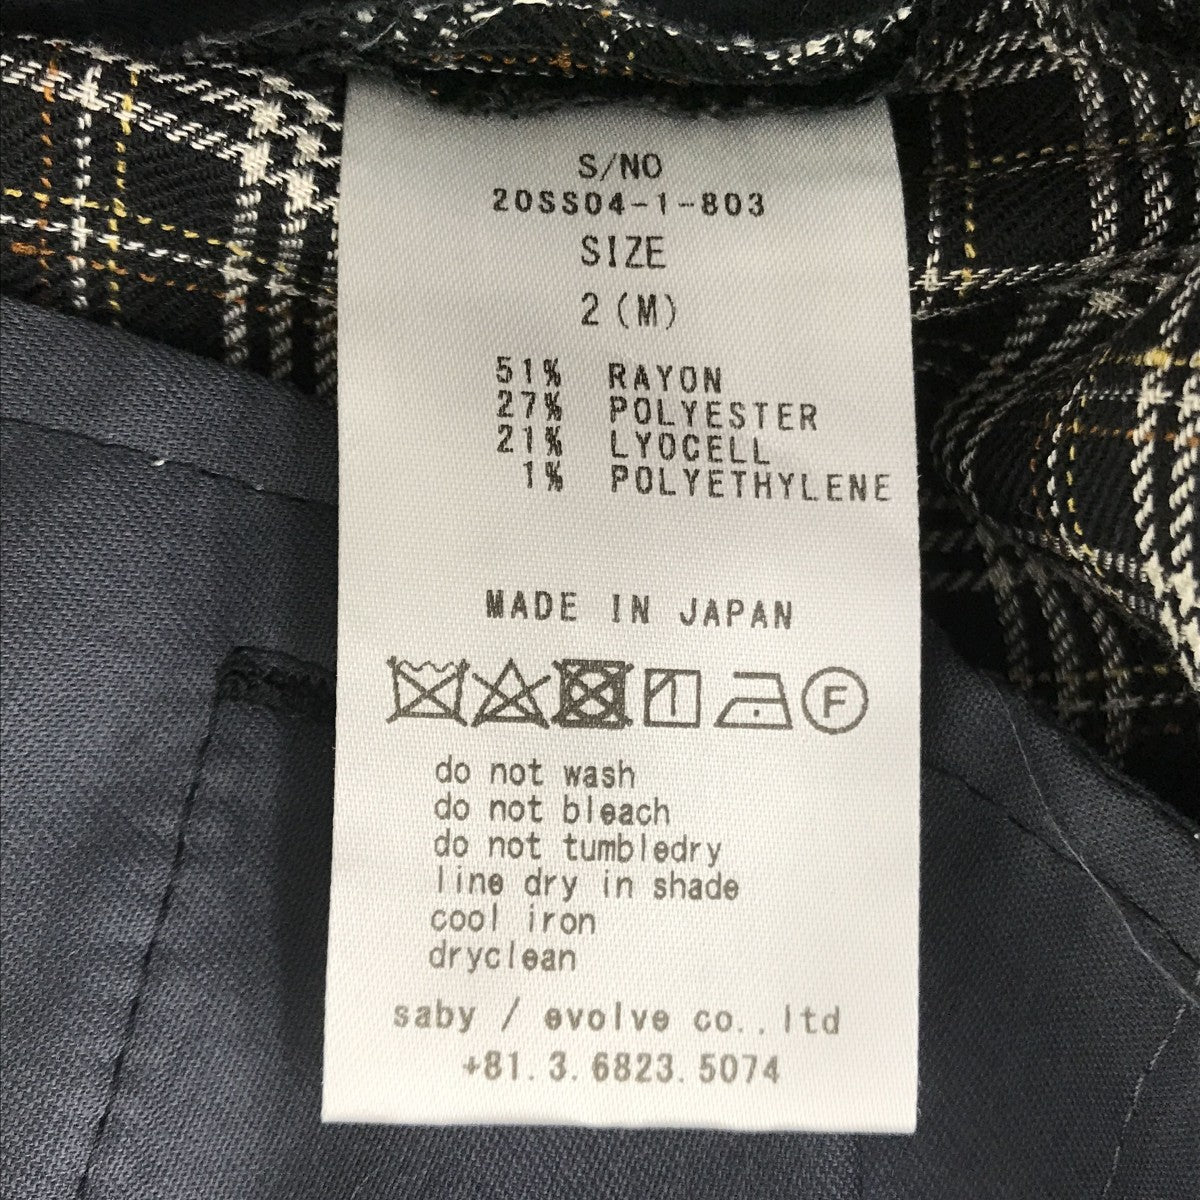 S/NO
20SS04-1-803
SIZE
2(M)
51% RAYON
27% POLYESTER
21% LYOCELL
1% POLYETHYLENE
MADE IN JAPAN
F
do not wash
do not bleach
do not tumbledry
line dry in shade
cool iron
dryclean
saby / evolve co.,ltd
+81.3.6823.5074